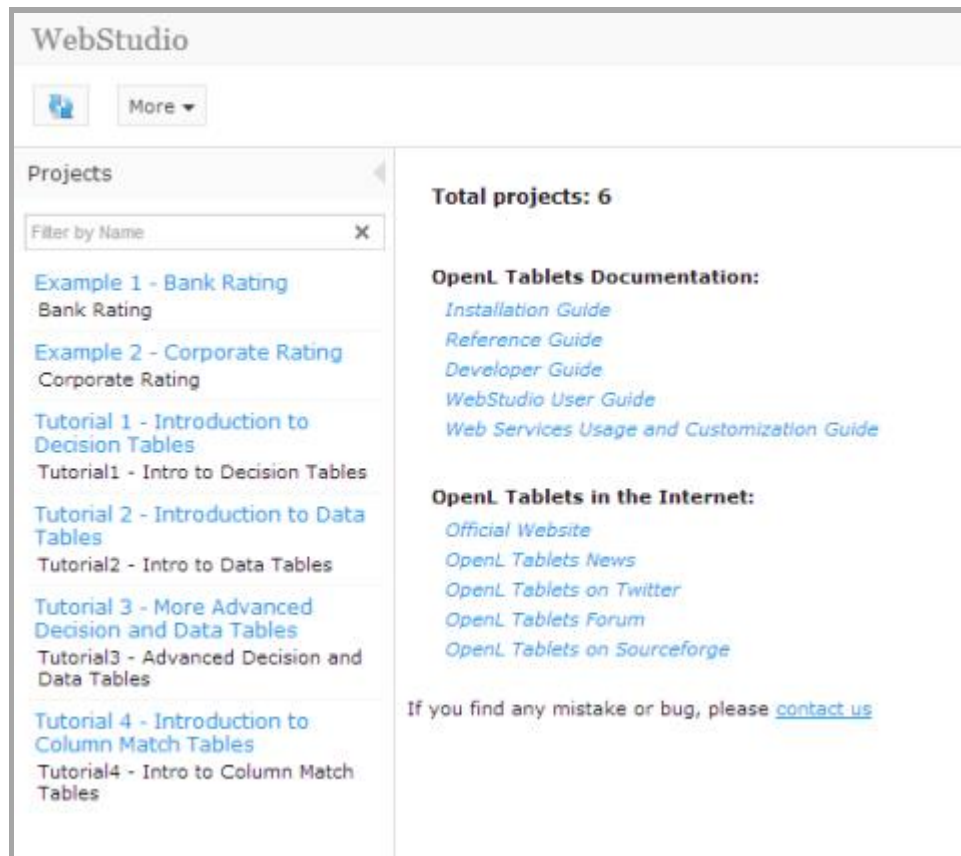 WebStudio
More
Projects
Filter by Name
Example 1 - Bank Rating
Bank Rating
Example 2 - Corporate Rating
Corporate Rating
Tutorial 1 - Introduction to
Decision Tables
Tutorial1 - Intro to Decision Tables
Tutorial 2 - Introduction to Data
Tables
Tutorial2 - Intro to Data Tables
Tutorial 3 - More Advanced
Decision and Data Tables
Tutorial3 - Advanced Decision and
Data Tables
Tutorial 4 - Introduction to
Column Match Tables
Tutorial4 - Intro to Column Match
Tables
Total projects: 6
OpenL Tablets Documentation:
Installation Guide
Reference Guide
Developer Guide
WebStudio User Guide
Web Services Usage and Customization Guide
OpenL Tablets in the Internet:
Official Website
OpenL Tablets News
OpenL Tablets on Twitter
OpenL Tablets Forum
OpenL Tablets on Sourceforge
If you find any mistake or bug, please contact us